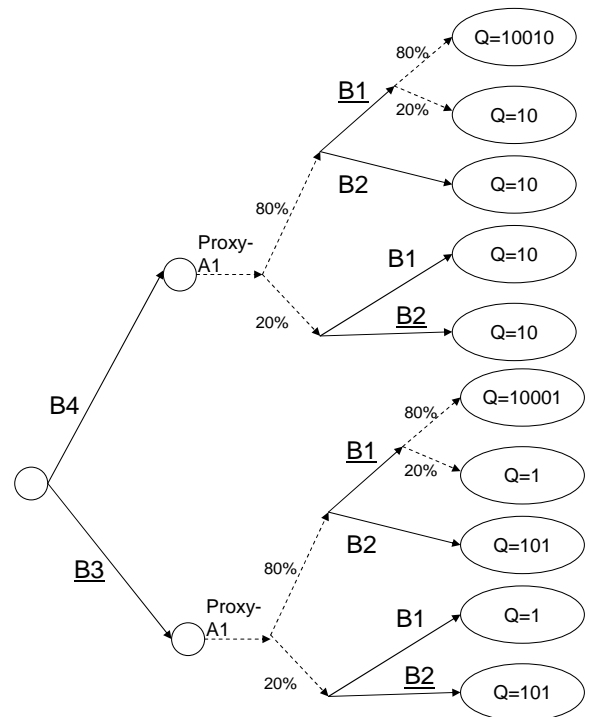 Q=10010
80%
B1
20%
Q=10
B2
Q=10
80%
Proxy-
A1
B1
Q=10
20%
B2
Q=10
B4
Q=10001
80%
B1
20%
Q=1
B2
Q=101
80%
B3
Proxy-
A1
B1
Q=1
20%
B2
Q=101